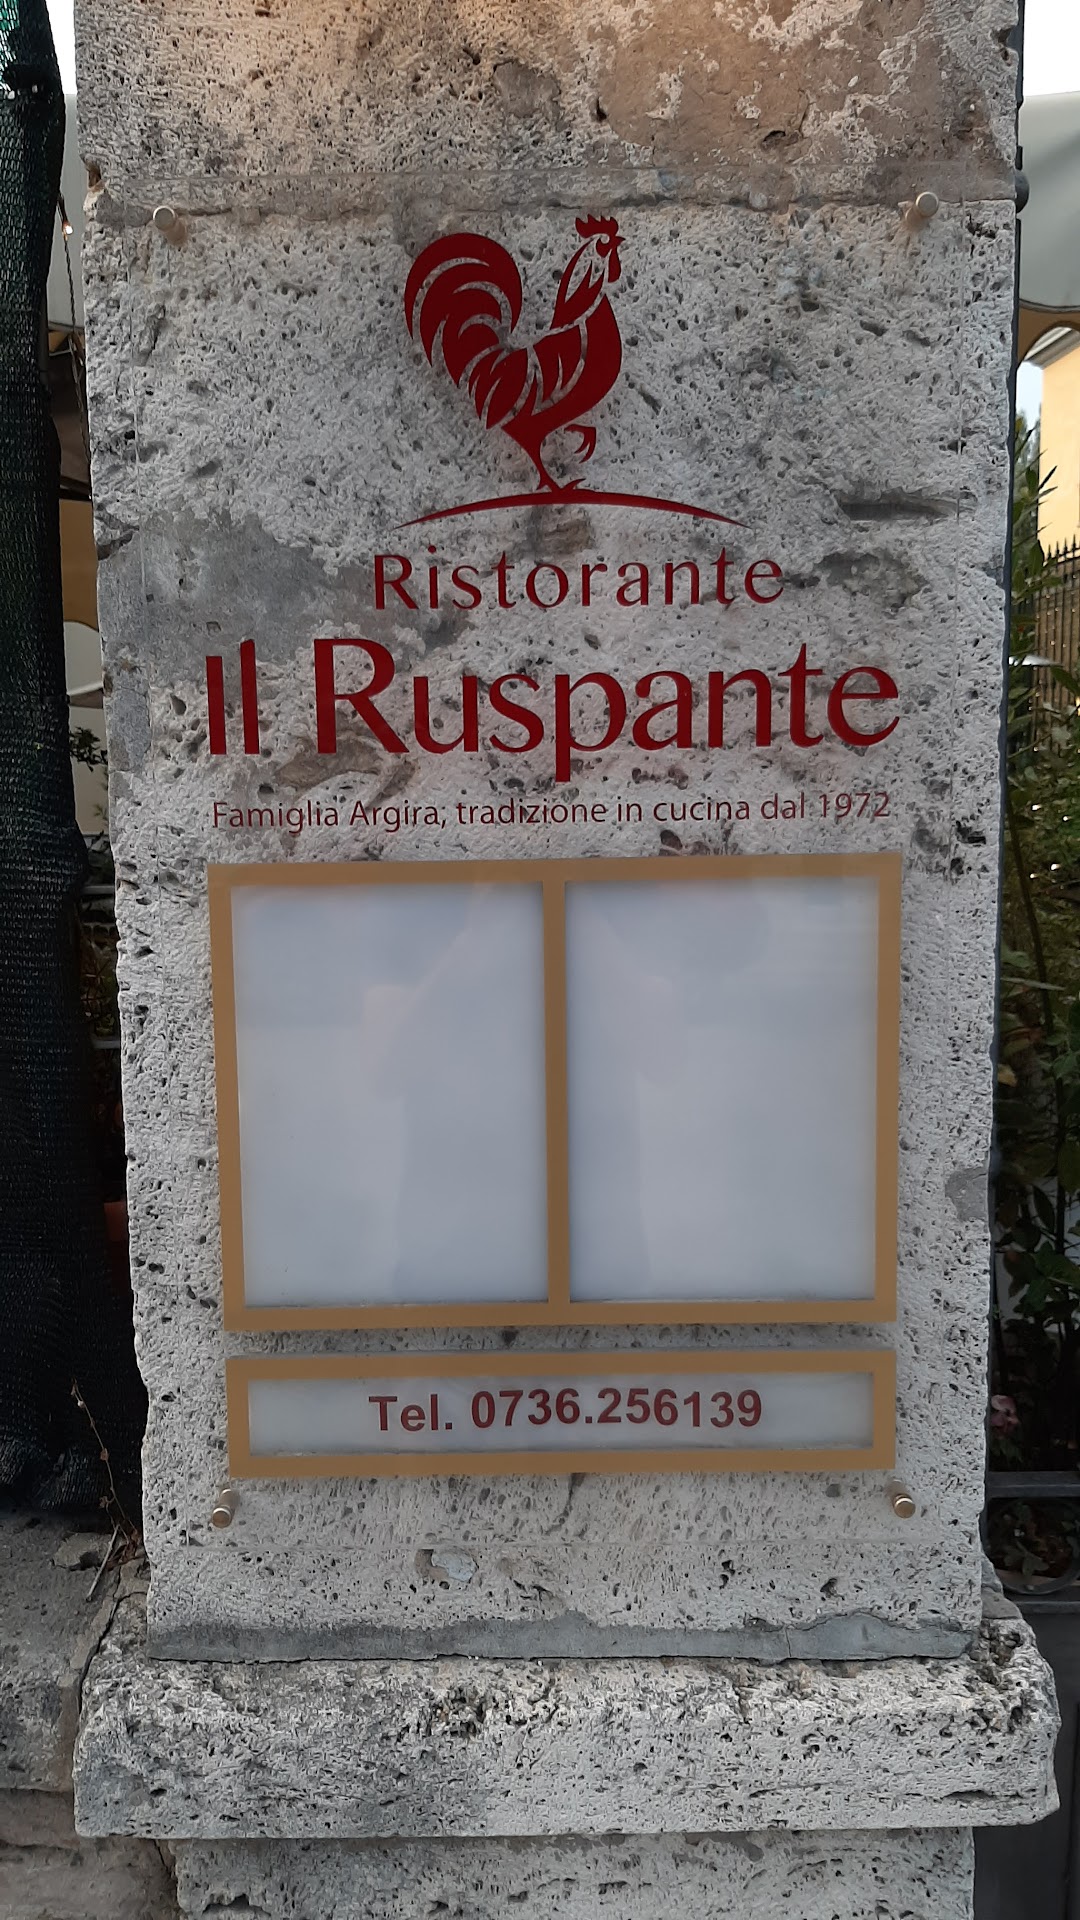 Ristorante
Il Ruspante
Famiglia Argira, tradizione in cucina dal 1972
Tel. 0736.256139